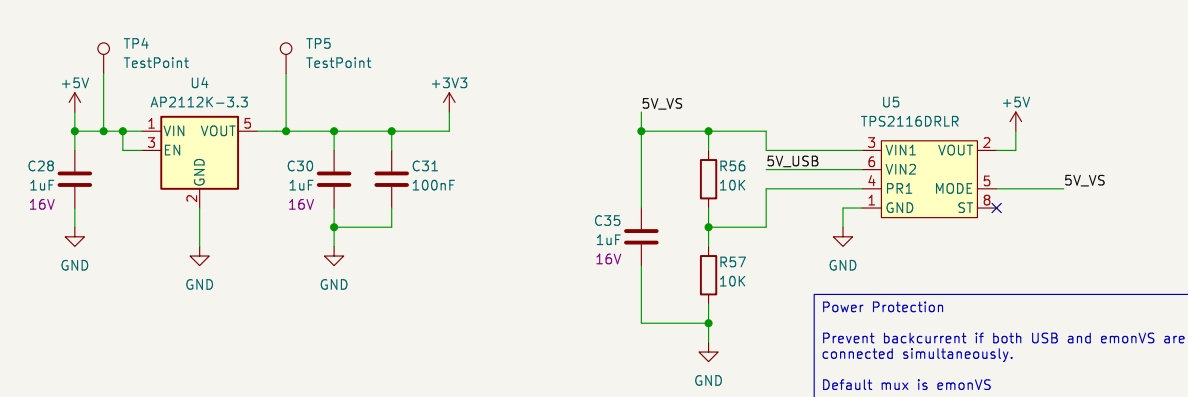 TP4
TestPoint
TP5
TestPoint
+5V
U4
AP2112K-3.3
+3V3
1
VIN
VOUT
5
3
EN
GND
2
C28
1uF
16V
C30
1uF
16V
C31
100nF
GND
GND
GND
5V_VS
U5
TPS2116DRLR
+5V
3
VIN1
VOUT
2
5V_USB
6
VIN2
4
PR1
MODE
5
5V_VS
1
GND
ST
8
R56
10K
C35
1uF
16V
R57
10K
GND
GND
Power Protection
Prevent backcurrent if both USB and emonVS are
connected simultaneously.
Default mux is emonVS